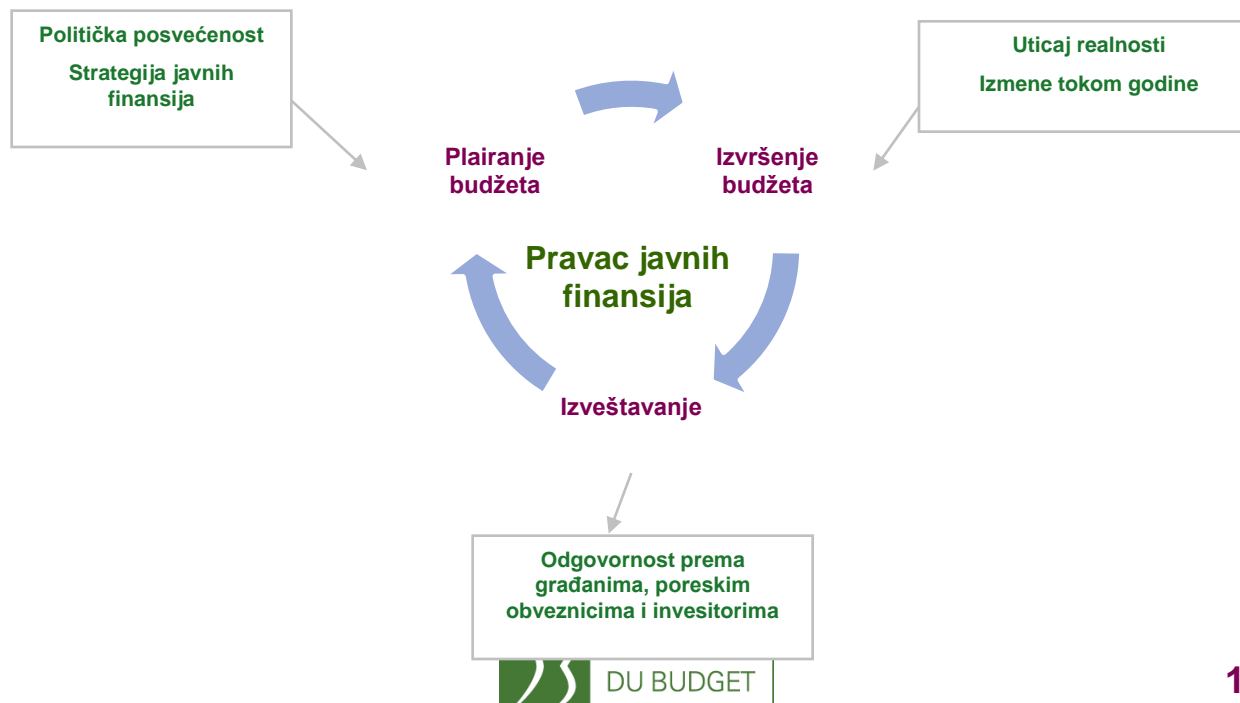 Politička posvećenost
Strategija javnih
finansija
Uticaj realnosti
Izmene tokom godine
Plairanje
budžeta
Izvršenje
budžeta
Pravac javnih
finansija
Izveštavanje
Odgovornost prema
građanima, poreskim
obveznicima i invesitorima
DU BUDGET
1